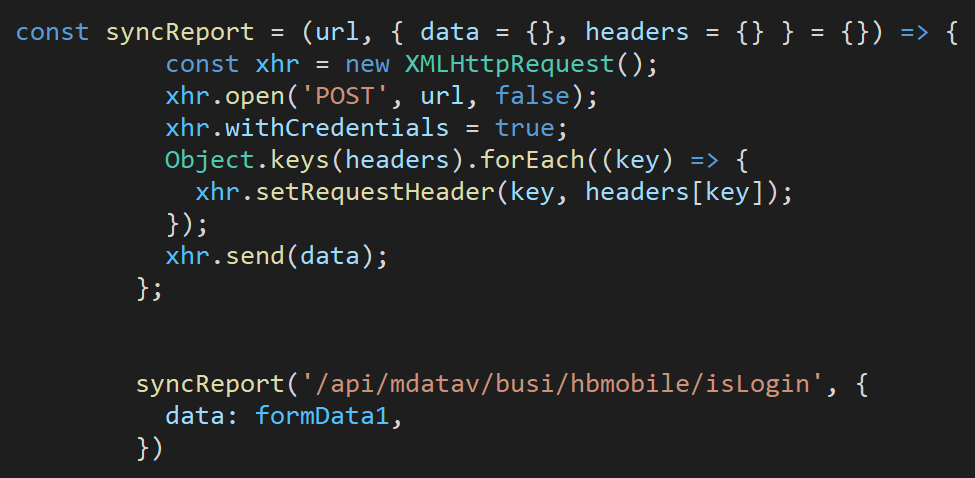 const syncReport = (url, { data = {}, headers = {} } = {}) => {
const xhr = new XMLHttpRequest();
xhr.open('POST', url, false);
xhr.withCredentials = true;
Object.keys(headers).forEach((key) => {
xhr.setRequestHeader(key, headers[key]);
});
xhr.send(data);
};
syncReport('/api/mdatav/busi/hbmobile/isLogin', {
data: formData1,
})